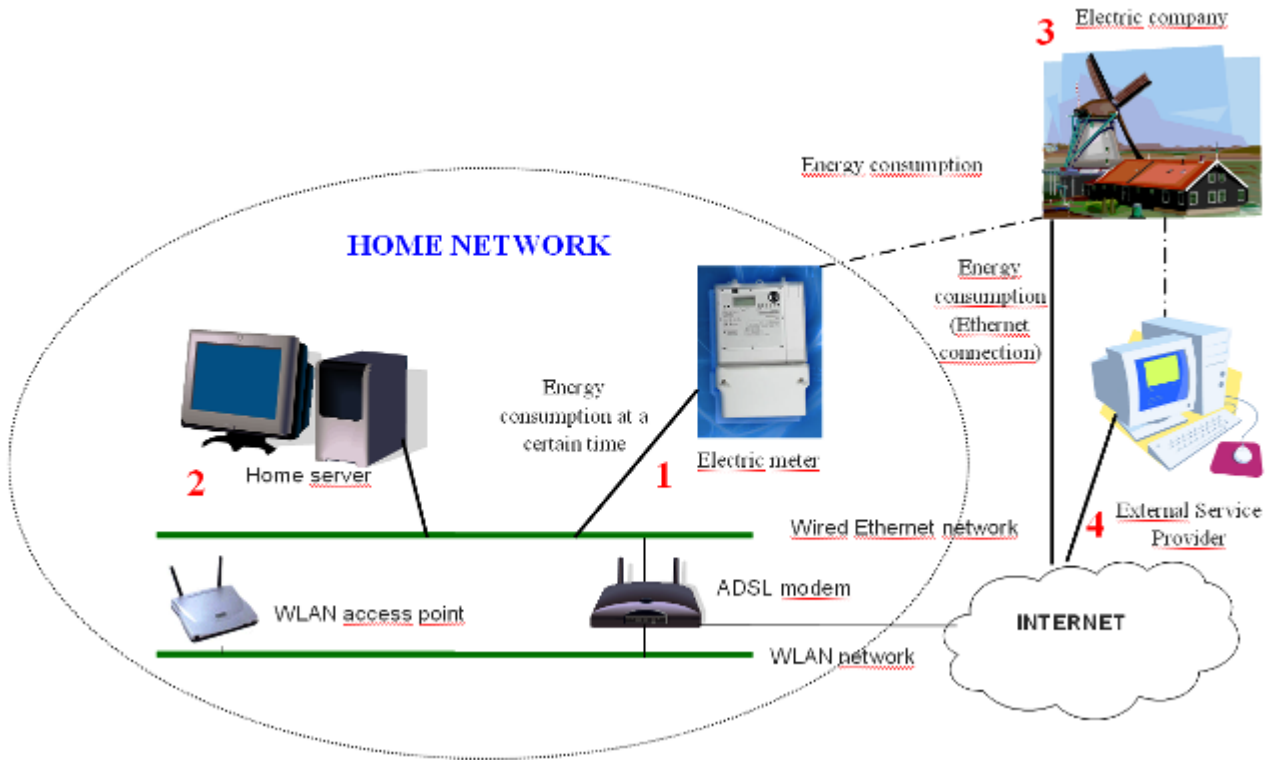 3
Electric company
Energy consumption
HOME NETWORK
Energy
consumption
(Ethernet
connection)
Energy
consumption at a
certain time
1
Electric meter
2
Home server
4
External Service
Provider
Wired Ethernet network
ADSL modem
WLAN access point
INTERNET
WLAN network